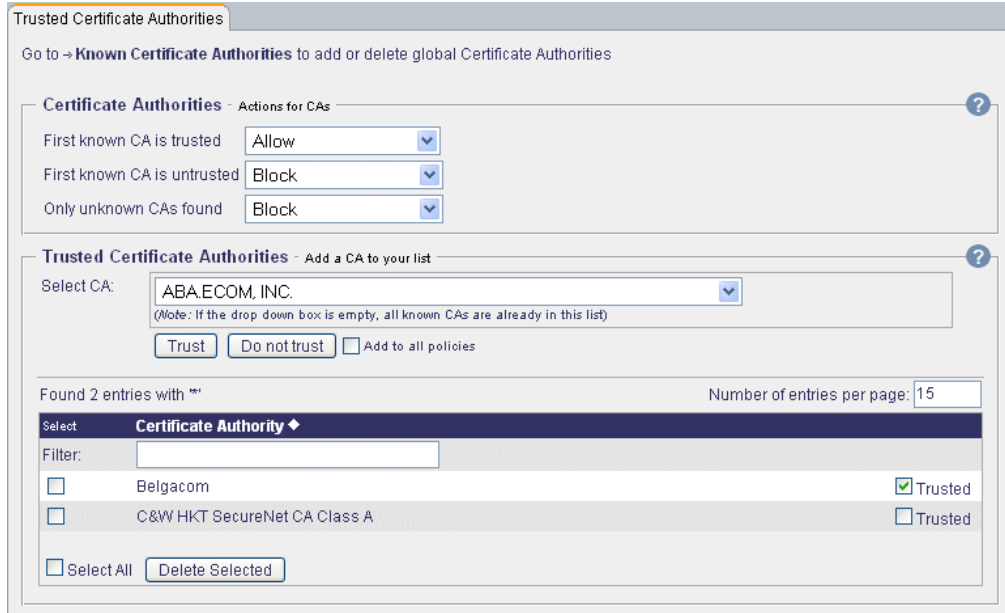 Trusted Certificate Authorities
Go to → Known Certificate Authorities to add or delete global Certificate Authorities
Certificate Authorities - Actions for CAs
?
First known CA is trusted Allow
First known CA is untrusted Block
Only unknown CAs found Block
Trusted Certificate Authorities - Add a CA to your list
?
Select CA: ABA.ECOM, INC.
(Note: If the drop down box is empty, all known CAs are already in this list)
Trust Do not trust Add to all policies
Found 2 entries with '*' Number of entries per page: 15
Select Certificate Authority
Filter:
Belgacom Trusted
C&W HKT SecureNet CA Class A Trusted
Select All Delete Selected